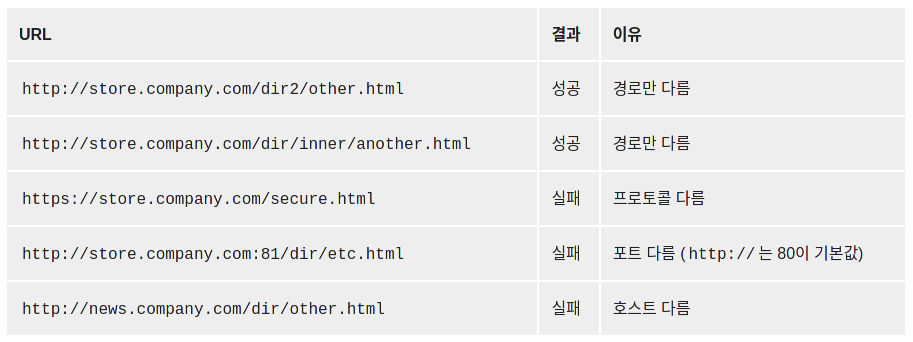 URL 결과 이유
http://store.company.com/dir2/other.html 성공 경로만 다름
http://store.company.com/dir/inner/another.html 성공 경로만 다름
https://store.company.com/secure.html 실패 프로토콜 다름
http://store.company.com:81/dir/etc.html 실패 포트 다름 (http:// 는 80이 기본값)
http://news.company.com/dir/other.html 실패 호스트 다름